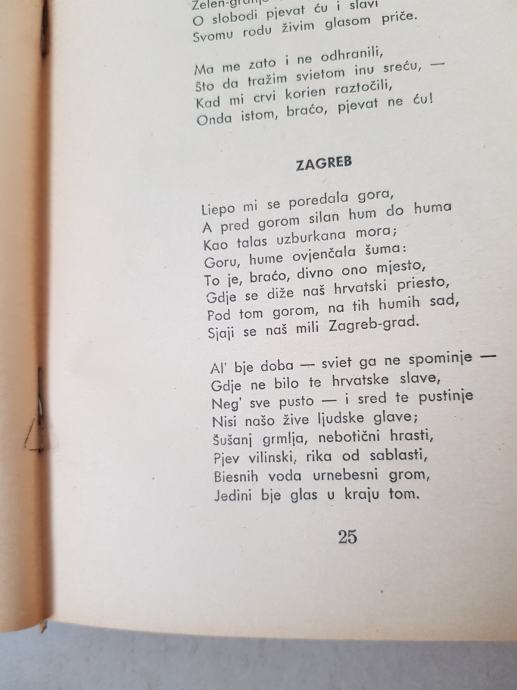 Zelen-granje
O slobodi pjevat ću i slavi
Svomu rodu živim glasom priče.
Ma me zato i ne odhranili,
Što da tražim svietom inu sreću, —
Kad mi crvi korien raztočili,
Onda istom, braćo, pjevat ne ću!
ZAGREB
Liepo mi se poredala gora,
A pred gorom silan hum do huma
Kao talas uzburkana mora;
Goru, hume ovjenčala šuma:
To je, braćo, divno ono mjesto,
Gdje se diže naš hrvatski priesto,
Pod tom gorom, na tih humih sad,
Sjaji se naš mili Zagreb-grad.
Al' bje doba — sviet ga ne spominje —
Gdje ne bilo te hrvatske slave,
Neg' sve pusto — i sred te pustinje
Nisi našo žive ljudske glave;
Šušanj grmlja, nebotični hrasti,
Pjev vilinski, rika od sablasti,
Biesnih voda urnebesni grom,
Jedini bje glas u kraju tom.
25